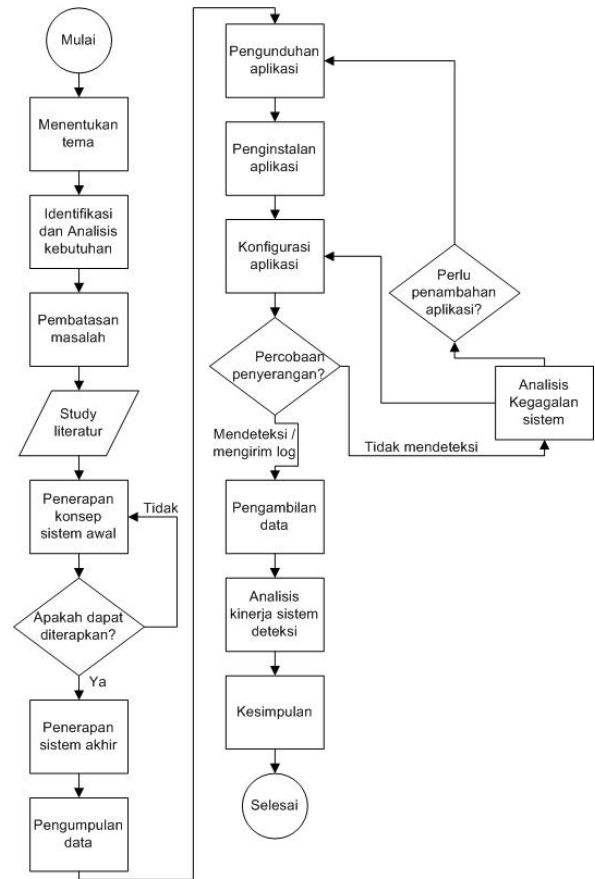 Mulai
Menentukan
tema
Identifikasi
dan Analisis
kebutuhan
Pembatasan
masalah
Study
literatur
Penerapan
konsep
sistem awal
Tidak
Apakah dapat
diterapkan?
Ya
Penerapan
sistem akhir
Pengumpulan
data
Pengunduhan
aplikasi
Penginstalan
aplikasi
Konfigurasi
aplikasi
Perlu
penambahan
aplikasi?
Percobaan
penyerangan?
Analisis
Kegagalan
sistem
Mendeteksi /
mengirim log
Tidak mendeteksi
Pengambilan
data
Analisis
kinerja sistem
deteksi
Kesimpulan
Selesai